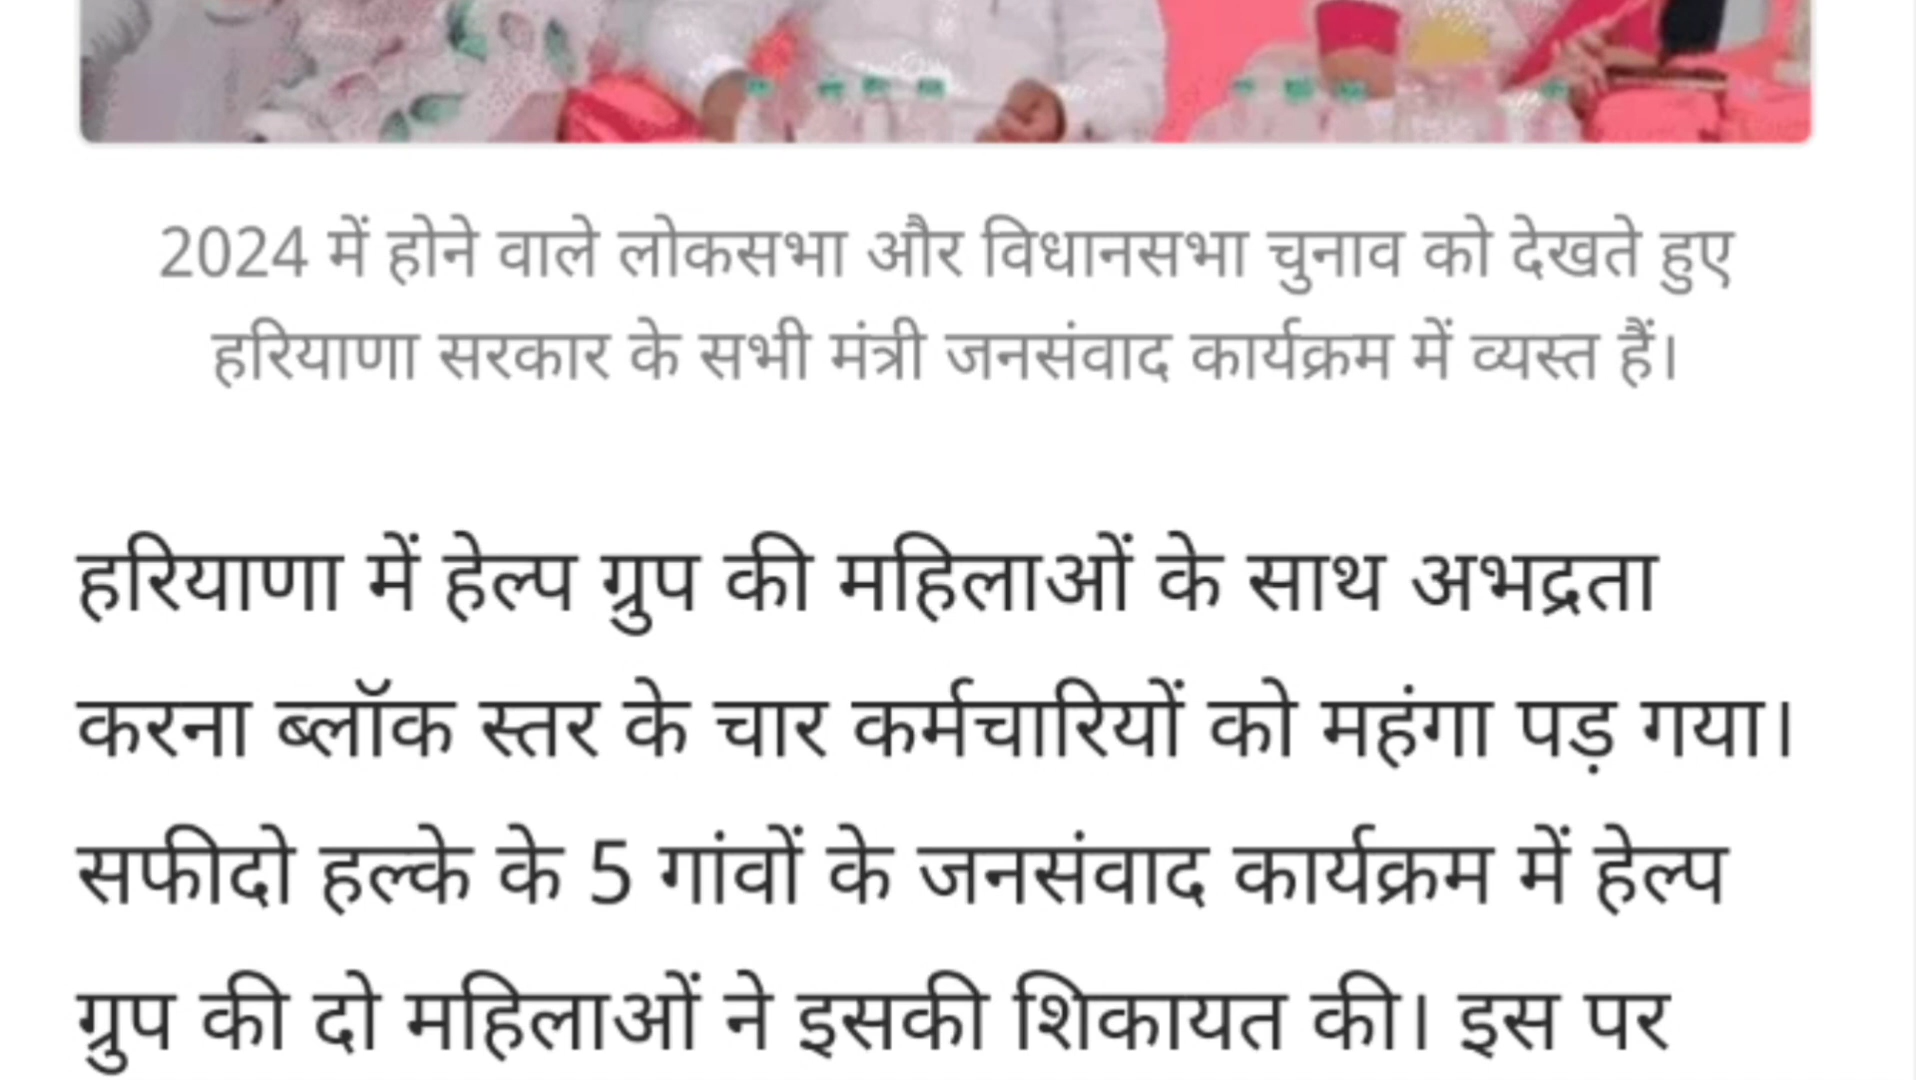 2024 में होने वाले लोकसभा और विधानसभा चुनाव को देखते हुए
हरियाणा सरकार के सभी मंत्री जनसंवाद कार्यक्रम में व्यस्त हैं।
हरियाणा में हेल्प ग्रुप की महिलाओं के साथ अभद्रता
करना ब्लॉक स्तर के चार कर्मचारियों को महंगा पड़ गया।
सफीदो हल्के के 5 गांवों के जनसंवाद कार्यक्रम में हेल्प
ग्रुप की दो महिलाओं ने इसकी शिकायत की। इस पर